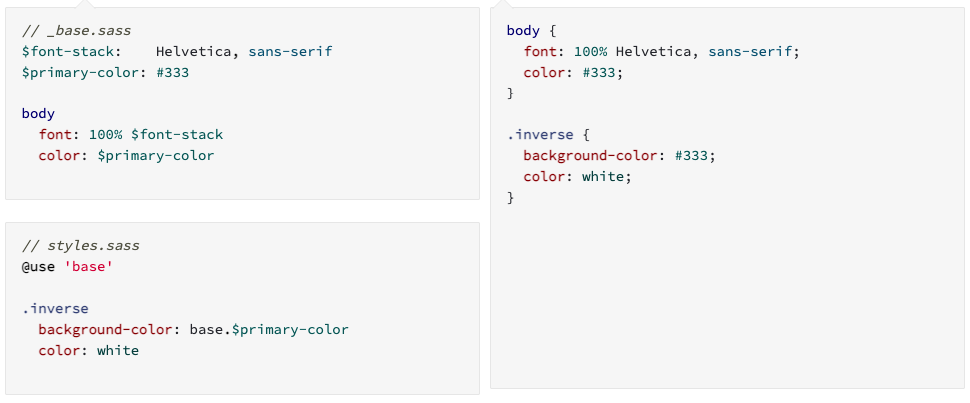 // _base.sass
$font-stack:    Helvetica, sans-serif
$primary-color: #333

body
  font: 100% $font-stack
  color: $primary-color

// styles.sass
@use 'base'

.inverse
  background-color: base.$primary-color
  color: white

body {
  font: 100% Helvetica, sans-serif;
  color: #333;
}

.inverse {
  background-color: #333;
  color: white;
}